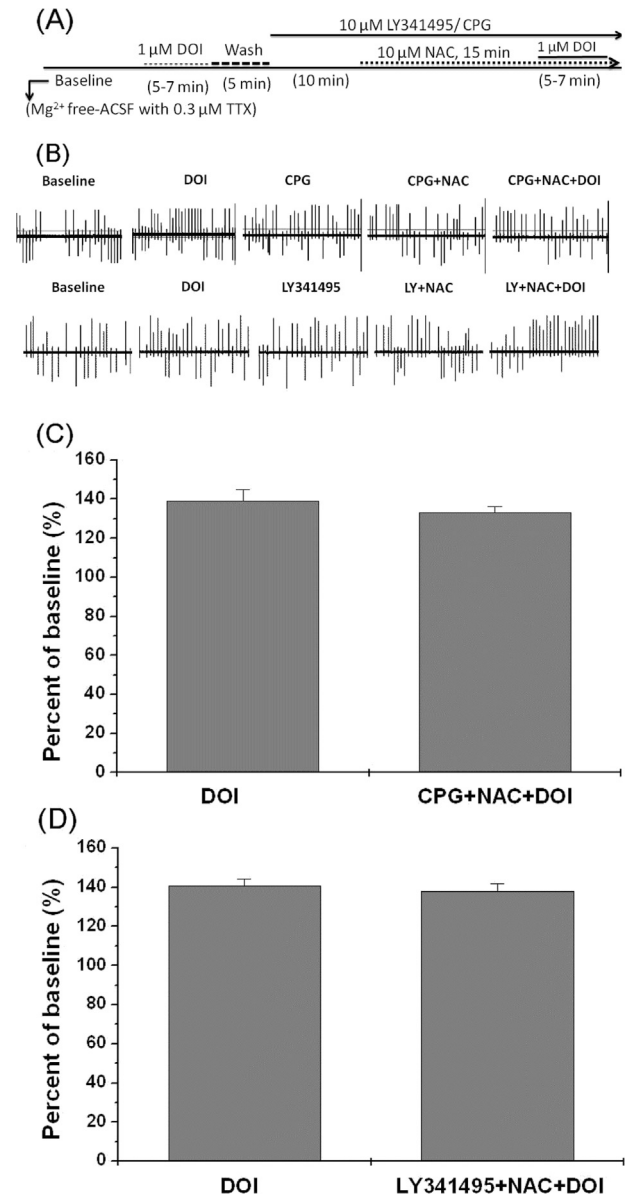 (A)
10 µM LY341495/ CPG
1 µM DOI
Wash
10 µM NAC, 15 min
1 µM DOI
Baseline
(5-7 min)
(5 min)
(10 min)
(5-7 min)
(Mg²⁺ free-ACSF with 0.3 µM TTX)
(B)
Baseline
DOI
CPG
CPG+NAC
CPG+NAC+DOI
Baseline
DOI
LY341495
LY+NAC
LY+NAC+DOI
(C)
Percent of baseline (%)
160
140
120
100
80
60
40
20
0
DOI
CPG+NAC+DOI
(D)
Percent of baseline (%)
160
140
120
100
80
60
40
20
0
DOI
LY341495+NAC+DOI